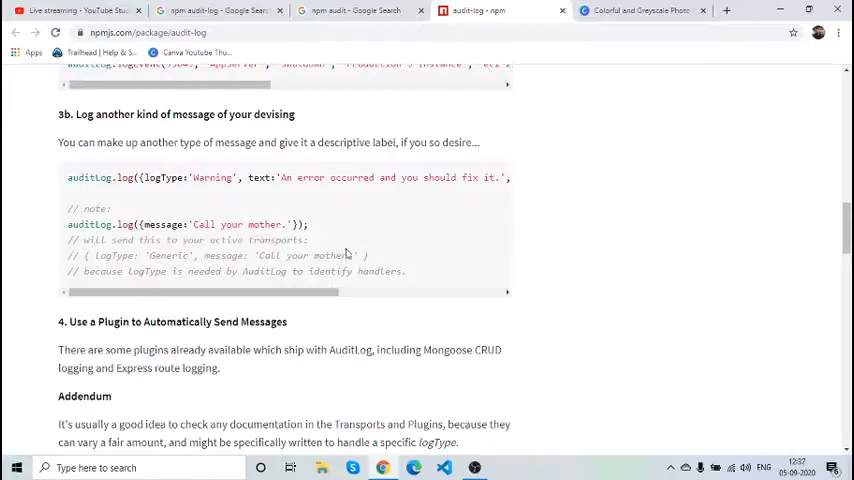 Live streaming - YouTube Stu
npm audit-log - Google Search
npm audit - Google Search
audit-log - npm
Colorful and Greyscale Photo
npmjs.com/package/audit-log
Apps
Trailhead | Help & S...
Canva Youtube Thu...
3b. Log another kind of message of your devising
You can make up another type of message and give it a descriptive label, if you so desire...
auditLog.log({logType:'Warning', text:'An error occurred and you should fix it.',
// note:
auditLog.log({message:'Call your mother.'});
// will send this to your active transports:
// { logType: 'Generic', message: 'Call your mother.' )
// because logType is needed by AuditLog to identify handlers.
4. Use a Plugin to Automatically Send Messages
There are some plugins already available which ship with AuditLog, including Mongoose CRUD
logging and Express route logging.
Addendum
It's usually a good idea to check any documentation in the Transports and Plugins, because they
can vary a fair amount, and might be specifically written to handle a specific logType.
Type here to search
ENG
12:37
05-09-2020